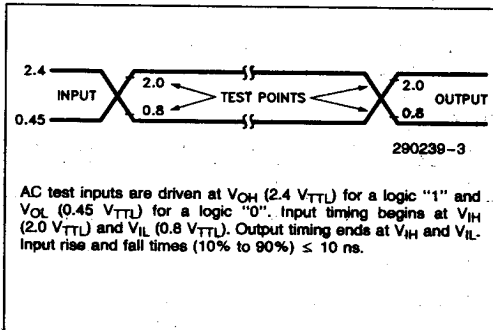 2.4
INPUT
2.0
TEST POINTS
2.0
OUTPUT
0.45
0.8
0.8
290239-3
AC test inputs are driven at VOH (2.4 VTTL) for a logic "1" and
VOL (0.45 VTTL) for a logic "0". Input timing begins at VIH
(2.0 VTTL) and VIL (0.8 VTTL). Output timing ends at VIH and VIL.
Input rise and fall times (10% to 90%) ≤ 10 ns.